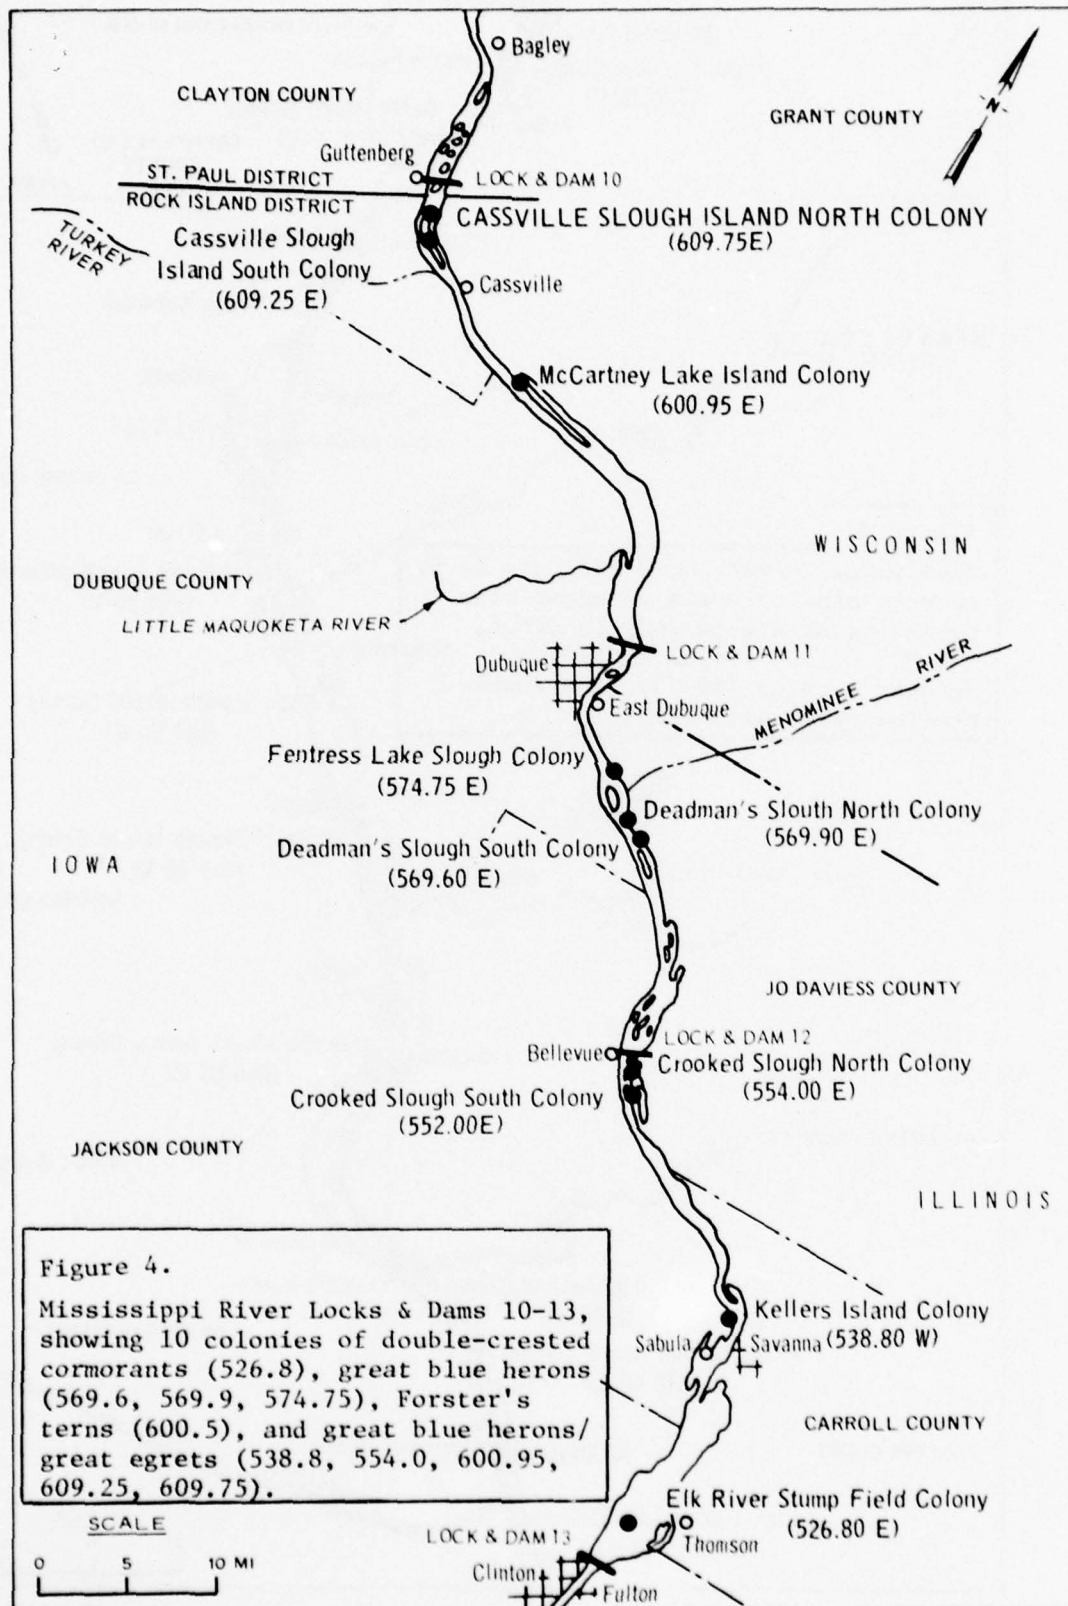 Bagley
CLAYTON COUNTY
GRANT COUNTY
N
Guttenberg
ST. PAUL DISTRICT
LOCK & DAM 10
ROCK ISLAND DISTRICT
CASSVILLE SLOUGH ISLAND NORTH COLONY
(609.75E)
TURKEY
RIVER
Cassville Slough
Island South Colony
(609.25 E)
Cassville
McCartney Lake Island Colony
(600.95 E)
WISCONSIN
DUBUQUE COUNTY
LITTLE MAQUOKETA RIVER
LOCK & DAM 11
Dubuque
East Dubuque
MENOMINEE RIVER
Fentress Lake Slough Colony
(574.75 E)
Deadman's Slouth North Colony
(569.90 E)
Deadman's Slough South Colony
(569.60 E)
IOWA
JO DAVIESS COUNTY
LOCK & DAM 12
Bellevue
Crooked Slough North Colony
(554.00 E)
Crooked Slough South Colony
(552.00E)
JACKSON COUNTY
ILLINOIS
Kellers Island Colony
(538.80 W)
Sabula
Savanna
CARROLL COUNTY
Figure 4.
Mississippi River Locks & Dams 10-13,
showing 10 colonies of double-crested
cormorants (526.8), great blue herons
(569.6, 569.9, 574.75), Forster's
terns (600.5), and great blue herons/
great egrets (538.8, 554.0, 600.95,
609.25, 609.75).
Elk River Stump Field Colony
(526.80 E)
Thomson
LOCK & DAM 13
Clinton
Fulton
SCALE
0 5 10 MI